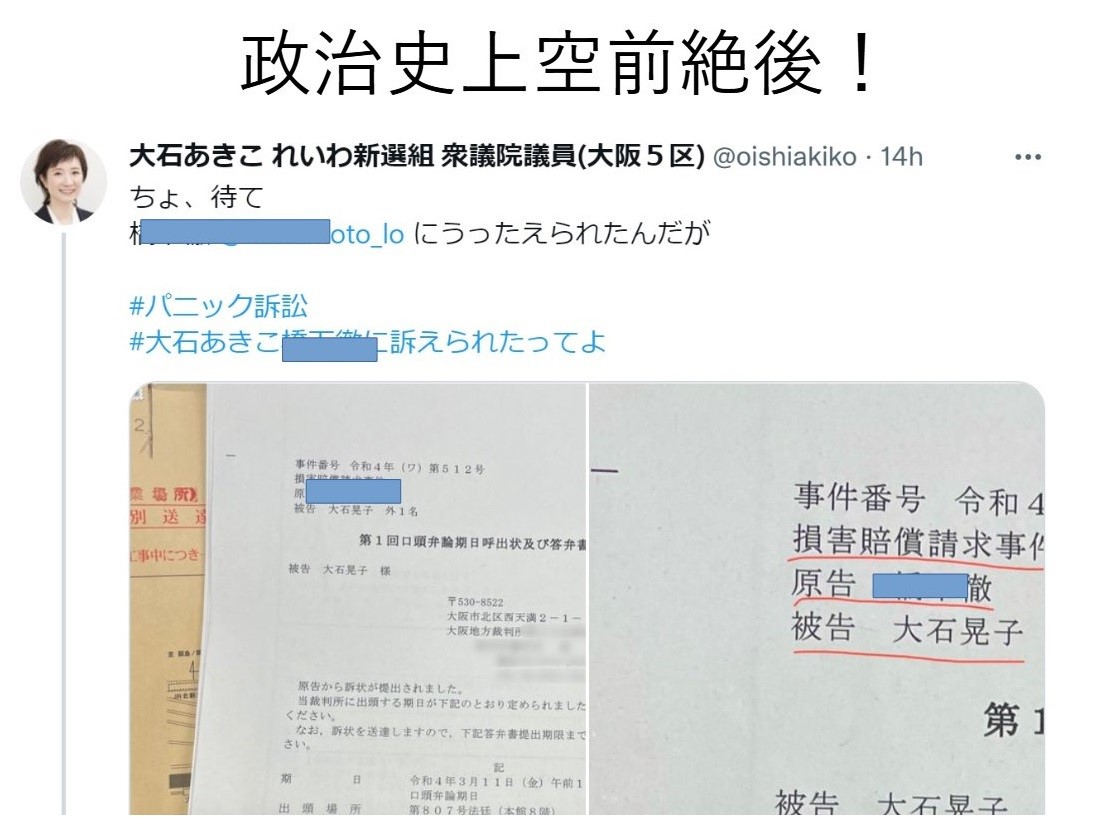 政治史上空前絶後！
大石あきこ れいわ新選組 衆議院議員(大阪５区) @oishiakiko · 14h
ちょ、待て
oto_lo にうったえられたんだが
#パニック訴訟
#大石あきこ
に訴えられたってよ
業場所)
別 送 達
工事中につき
事件番号 令和４年（ワ）第５１２号
損害賠償請求事件
原
被告 大石晃子 外１名
第１回口頭弁論期日呼出状及び答弁書
被告 大石晃子 様
〒530-8522
大阪市北区西天満２－１－
大阪地方裁判所
原告から訴状が提出されました。
当裁判所に出頭する期日が下記のとおり定められました
ください。
なお、訴状を送達しますので、下記答弁書提出期限まで
さい。
記
期 日 令和４年３月１１日（金）午前１
口頭弁論期日
出 頭 場 所 第８０７号法廷（本館８階）
事件番号 令和４
損害賠償請求事件
原告
徹
被告 大石晃子
第１
被告 大石晃子